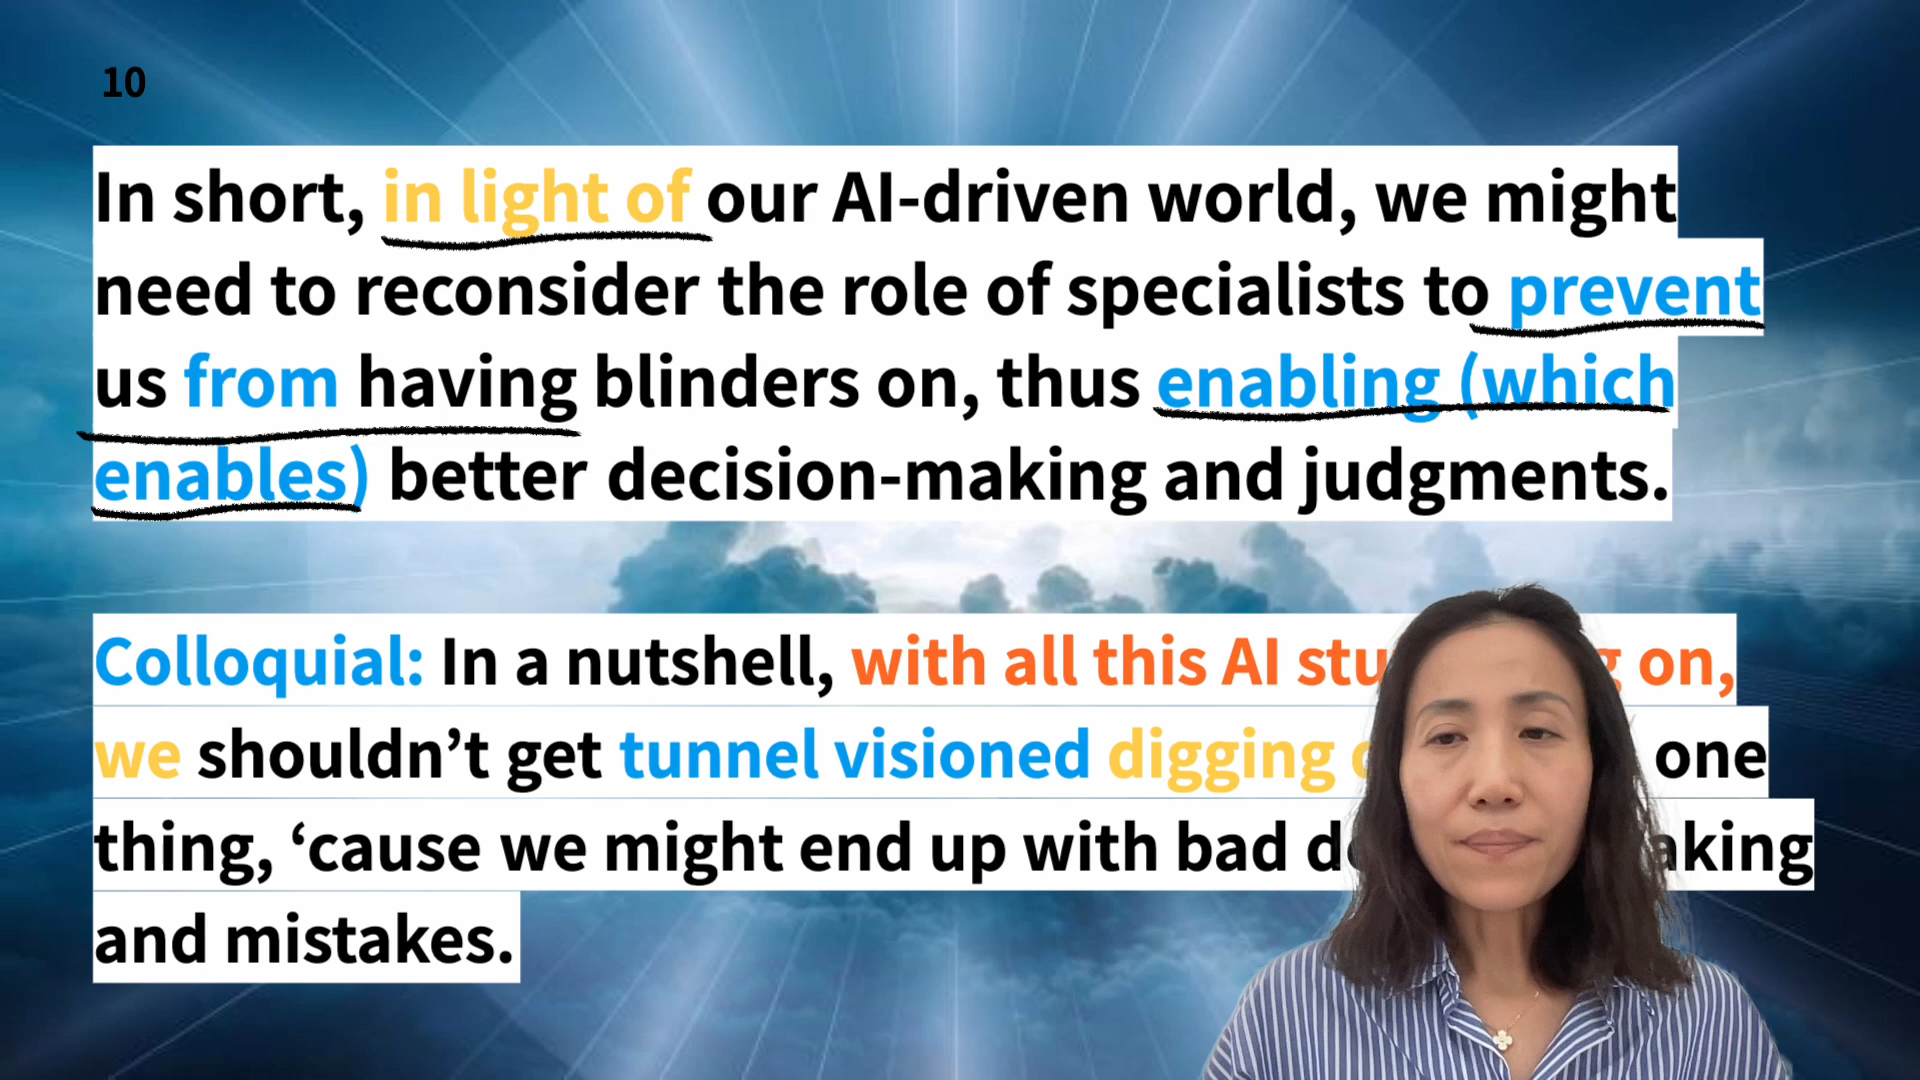 10
In short, in light of our AI-driven world, we might
need to reconsider the role of specialists to prevent
us from having blinders on, thus enabling (which
enables) better decision-making and judgments.
Colloquial: In a nutshell, with all this AI on,
we shouldn’t get tunnel visioned digging one
thing, ‘cause we might end up with bad
and mistakes.